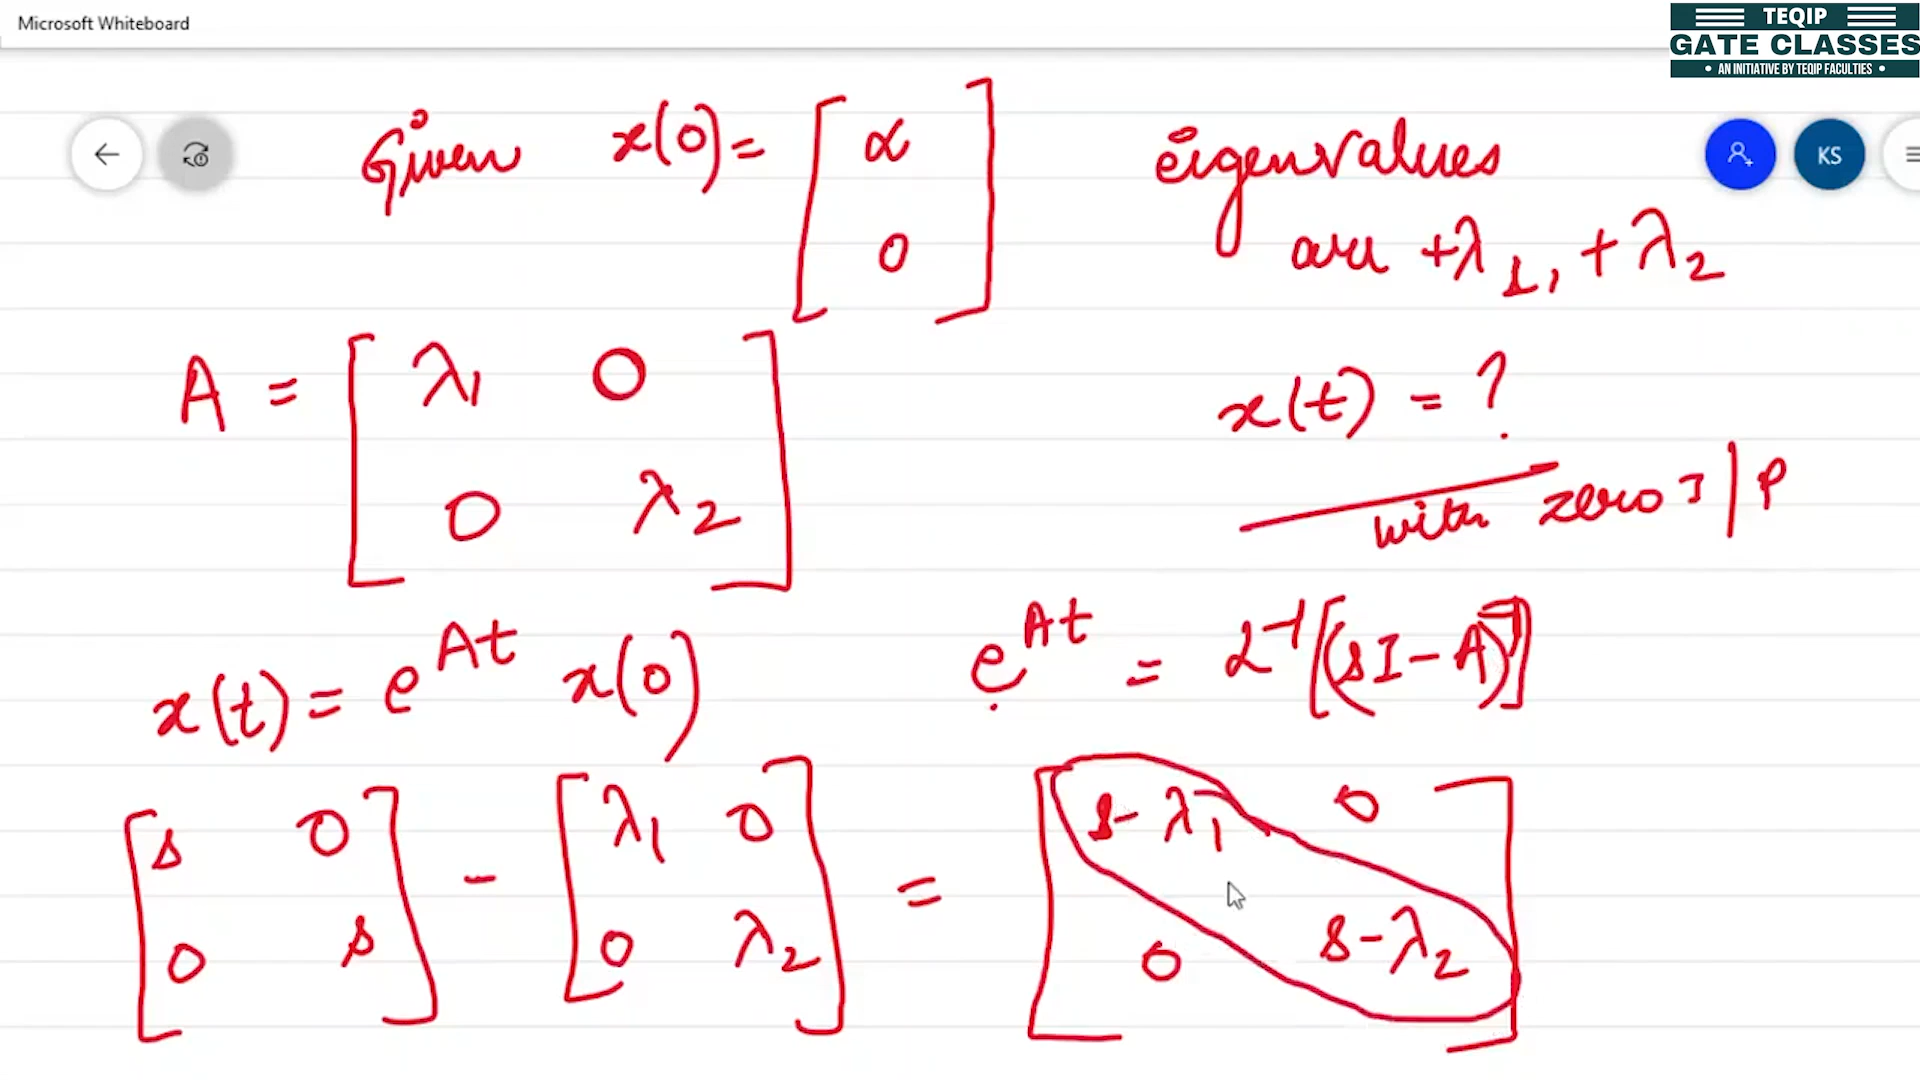 Microsoft Whiteboard
TEQIP
GATE CLASSES
• AN INITIATIVE BY TEQIP FACULTIES •
KS
Given x(0) = [α
0]
eigenvalues
are +λ1, +λ2
A = [λ1 0
0 λ2]
x(t) = ?
with zero I|P
x(t) = e^{At} x(0)
e^{At} = L^{-1}[(sI-A)^{-1}]
[s 0
0 s] - [λ1 0
0 λ2] = [s-λ1 0
0 s-λ2]